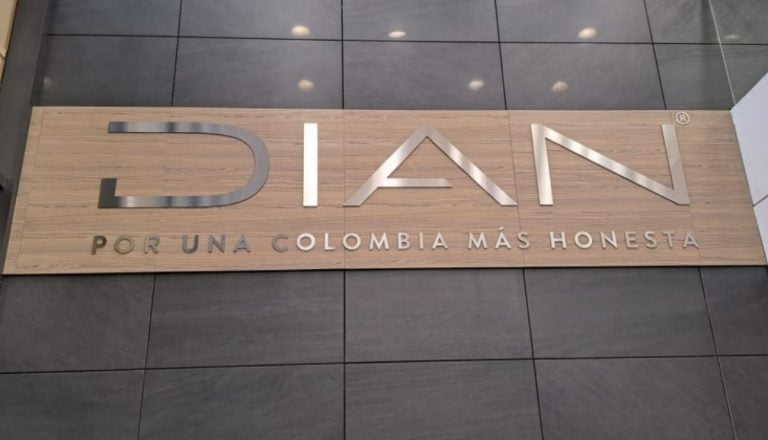 DIAN®
POR UNA COLOMBIA MÁS HONESTA